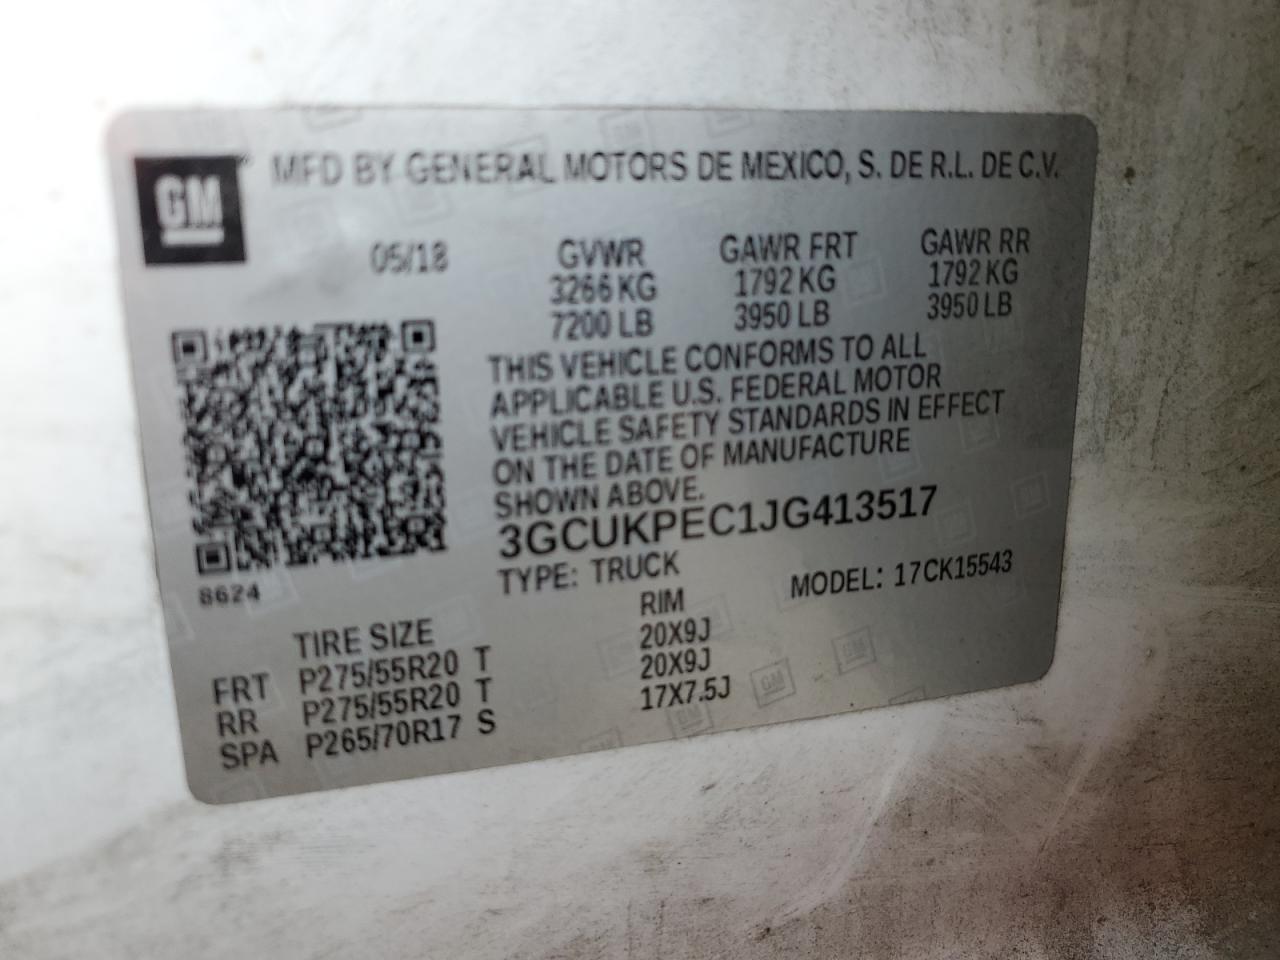 GM
MFD BY GENERAL MOTORS DE MEXICO, S. DE R.L. DE C.V.
05/18 GVWR GAWR FRT GAWR RR
3266 KG 1792 KG 1792 KG
7200 LB 3950 LB 3950 LB
THIS VEHICLE CONFORMS TO ALL
APPLICABLE U.S. FEDERAL MOTOR
VEHICLE SAFETY STANDARDS IN EFFECT
ON THE DATE OF MANUFACTURE
SHOWN ABOVE.
3GCUKPEC1JG413517
8624 TYPE: TRUCK MODEL: 17CK15543
TIRE SIZE RIM
FRT P275/55R20 T 20X9J
RR P275/55R20 T 20X9J
SPA P265/70R17 S 17X7.5J